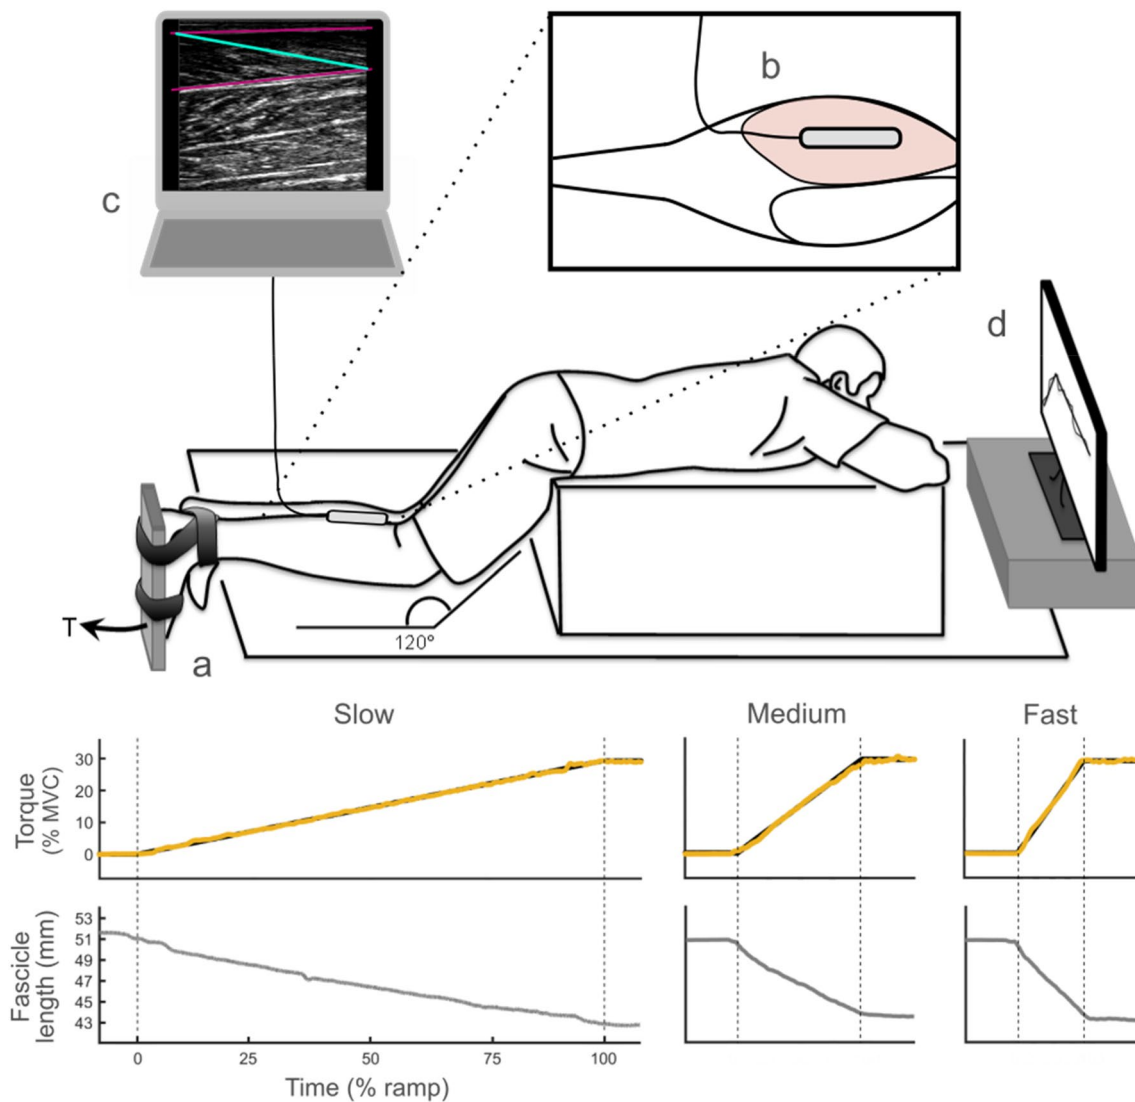 b
c
d
T
120°
a
Slow
Medium
Fast
Torque
(% MVC)
30
20
10
0
Fascicle
length (mm)
53
51
49
47
45
43
0
25
50
75
100
Time (% ramp)